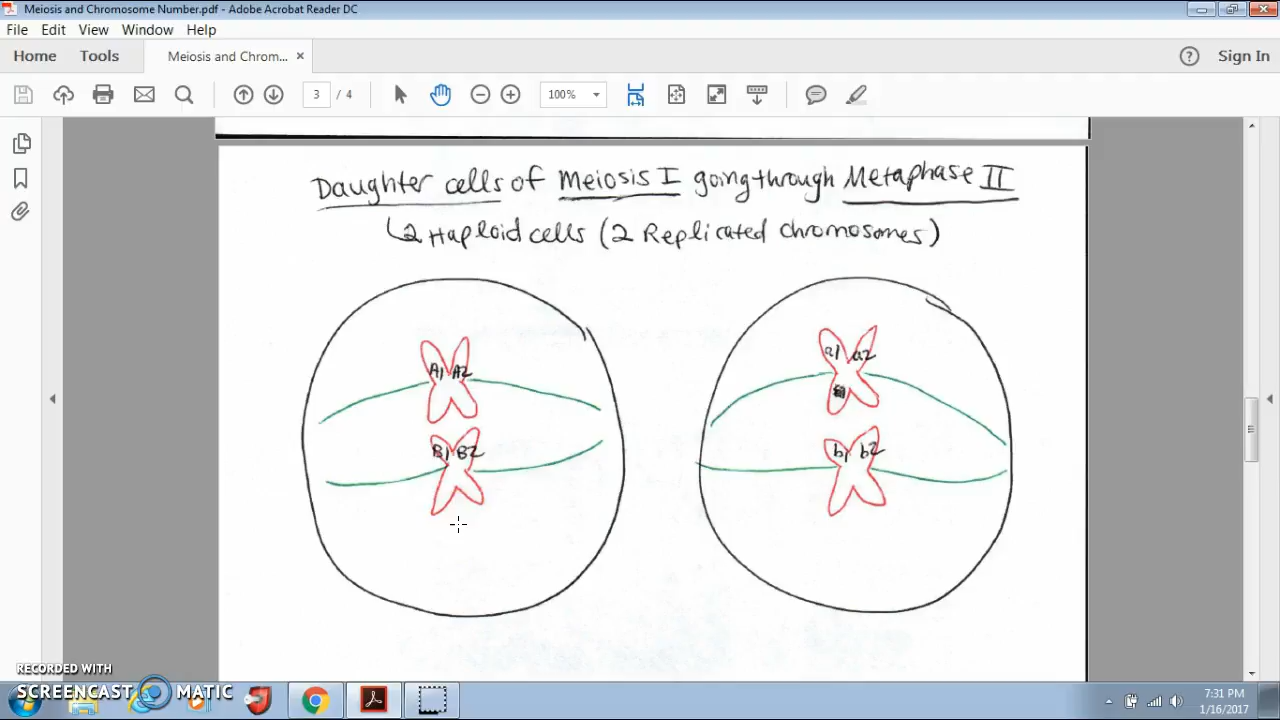 Meiosis and Chromosome Number.pdf - Adobe Acrobat Reader DC
File Edit View Window Help
Home Tools Meiosis and Chrom... × ? Sign In
3 / 4 100%
Daughter cells of Meiosis I going through Metaphase II
2 Haploid cells (2 Replicated chromosomes)
A1 A2
a1 a2
B1 B2
b1 b2
RECORDED WITH
SCREENCAST MATIC
7:31 PM
1/16/2017